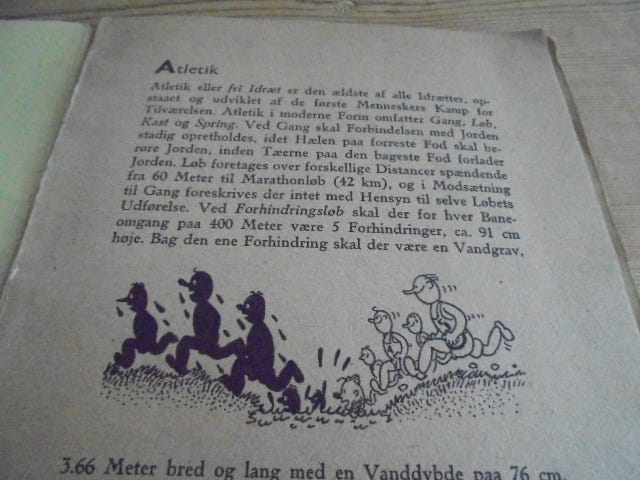 Atletik
Atletik eller fri Idræt er den ældste af alle Idrætter, op-
staaet og udviklet af de første Menneskers Kamp for
Tilværelsen. Atletik i moderne Form omfatter Gang, Løb,
Kast og Spring. Ved Gang skal Forbindelsen med Jorden
stadig opretholdes, idet Hælen paa forreste Fod skal be-
røre Jorden, inden Tæerne paa den bageste Fod forlader
Jorden. Løb foretages over forskellige Distancer spændende
fra 60 Meter til Marathonløb (42 km), og i Modsætning
til Gang foreskrives der intet med Hensyn til selve Løbets
Udførelse. Ved Forhindringsløb skal der for hver Bane-
omgang paa 400 Meter være 5 Forhindringer, ca. 91 cm
høje. Bag den ene Forhindring skal der være en Vandgrav,
3.66 Meter bred og lang med en Vanddybde paa 76 cm.